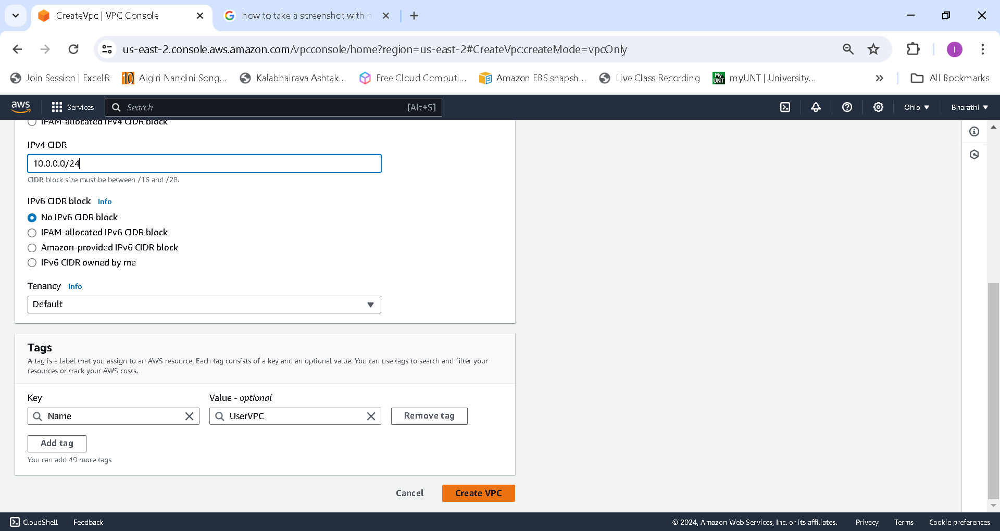 CreateVpc | VPC Console
how to take a screenshot with m
us-east-2.console.aws.amazon.com/vpcconsole/home?region=us-east-2#CreateVpc:createMode=vpcOnly
Join Session | ExcelR
10 Aigiri Nandini Song...
Kalabhairava Ashtak...
Free Cloud Computi...
Amazon EBS snapsh...
Live Class Recording
My UNT myUNT | University...
All Bookmarks
aws Services Search [Alt+S] Ohio Bharathi
IPAM-allocated IPv4 CIDR block
IPv4 CIDR
10.0.0.0/24
CIDR block size must be between /16 and /28.
IPv6 CIDR block Info
No IPv6 CIDR block
IPAM-allocated IPv6 CIDR block
Amazon-provided IPv6 CIDR block
IPv6 CIDR owned by me
Tenancy Info
Default
Tags
A tag is a label that you assign to an AWS resource. Each tag consists of a key and an optional value. You can use tags to search and filter your
resources or track your AWS costs.
Key Value - optional
Name UserVPC Remove tag
Add tag
You can add 49 more tags
Cancel Create VPC
CloudShell Feedback © 2024, Amazon Web Services, Inc. or its affiliates. Privacy Terms Cookie preferences